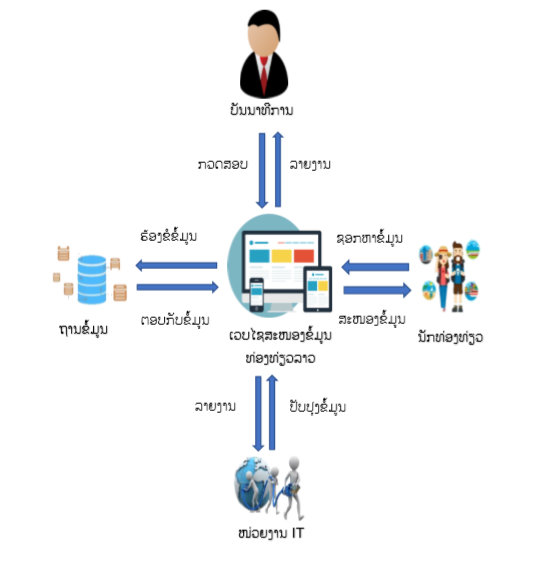 ບັນນາທິການ
ກວດສອບ
ລາຍງານ
ຮ້ອງຂໍຂໍ້ມູນ
ຊອກຫາຂໍ້ມູນ
ຖານຂໍ້ມູນ
ຕອບກັບຂໍ້ມູນ
ເວບໄຊສະໜອງຂໍ້ມູນ
ທ່ອງທ່ຽວລາວ
ສະໜອງຂໍ້ມູນ
ນັກທ່ອງທ່ຽວ
ລາຍງານ
ປັບປຸງຂໍ້ມູນ
ໜ່ວຍງານ IT